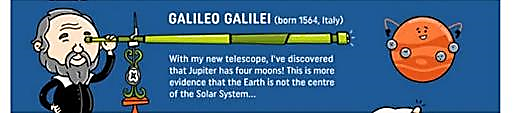 GALILEO GALILEI (born 1564, Italy)
With my new telescope, I've discovered
that Jupiter has four moons! This is more
evidence that the Earth is not the centre
of the Solar System...